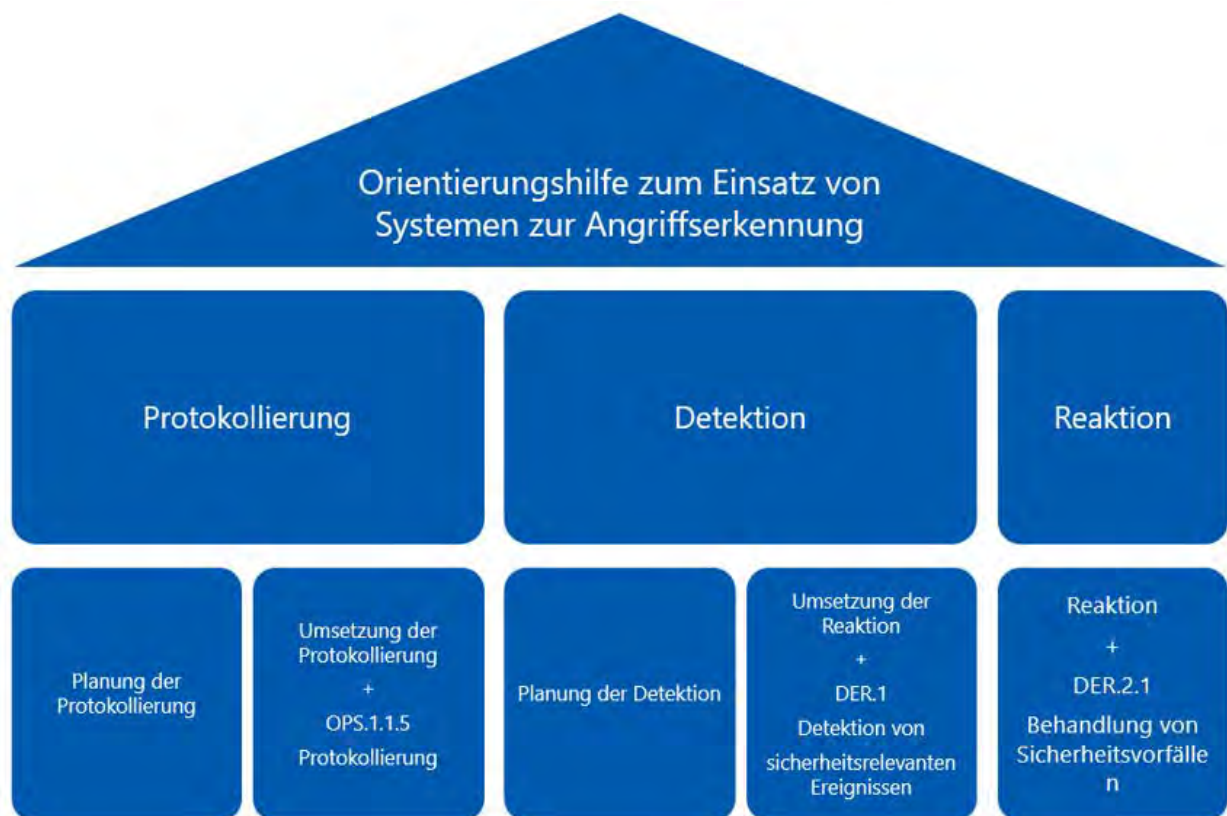 Orientierungshilfe zum Einsatz von
Systemen zur Angriffserkennung
Protokollierung
Detektion
Reaktion
Planung der
Protokollierung
Umsetzung der
Protokollierung
+
OPS.1.1.5
Protokollierung
Planung der Detektion
Umsetzung der
Reaktion
+
DER.1
Detektion von
sicherheitsrelevanten
Ereignissen
Reaktion
+
DER.2.1
Behandlung von
Sicherheitsvorfälle
n